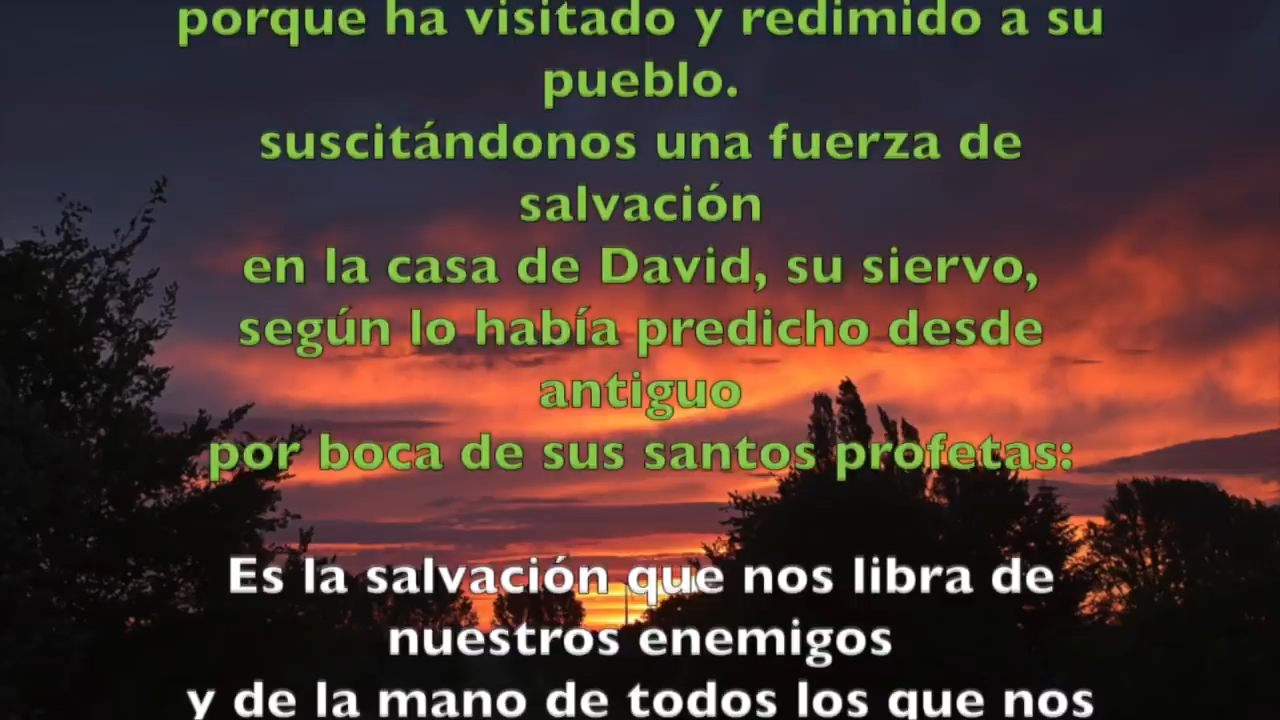 porque ha visitado y redimido a su
pueblo.
suscitándonos una fuerza de
salvación
en la casa de David, su siervo,
según lo había predicho desde
antiguo
por boca de sus santos profetas:
Es la salvación que nos libra de
nuestros enemigos
y de la mano de todos los que nos